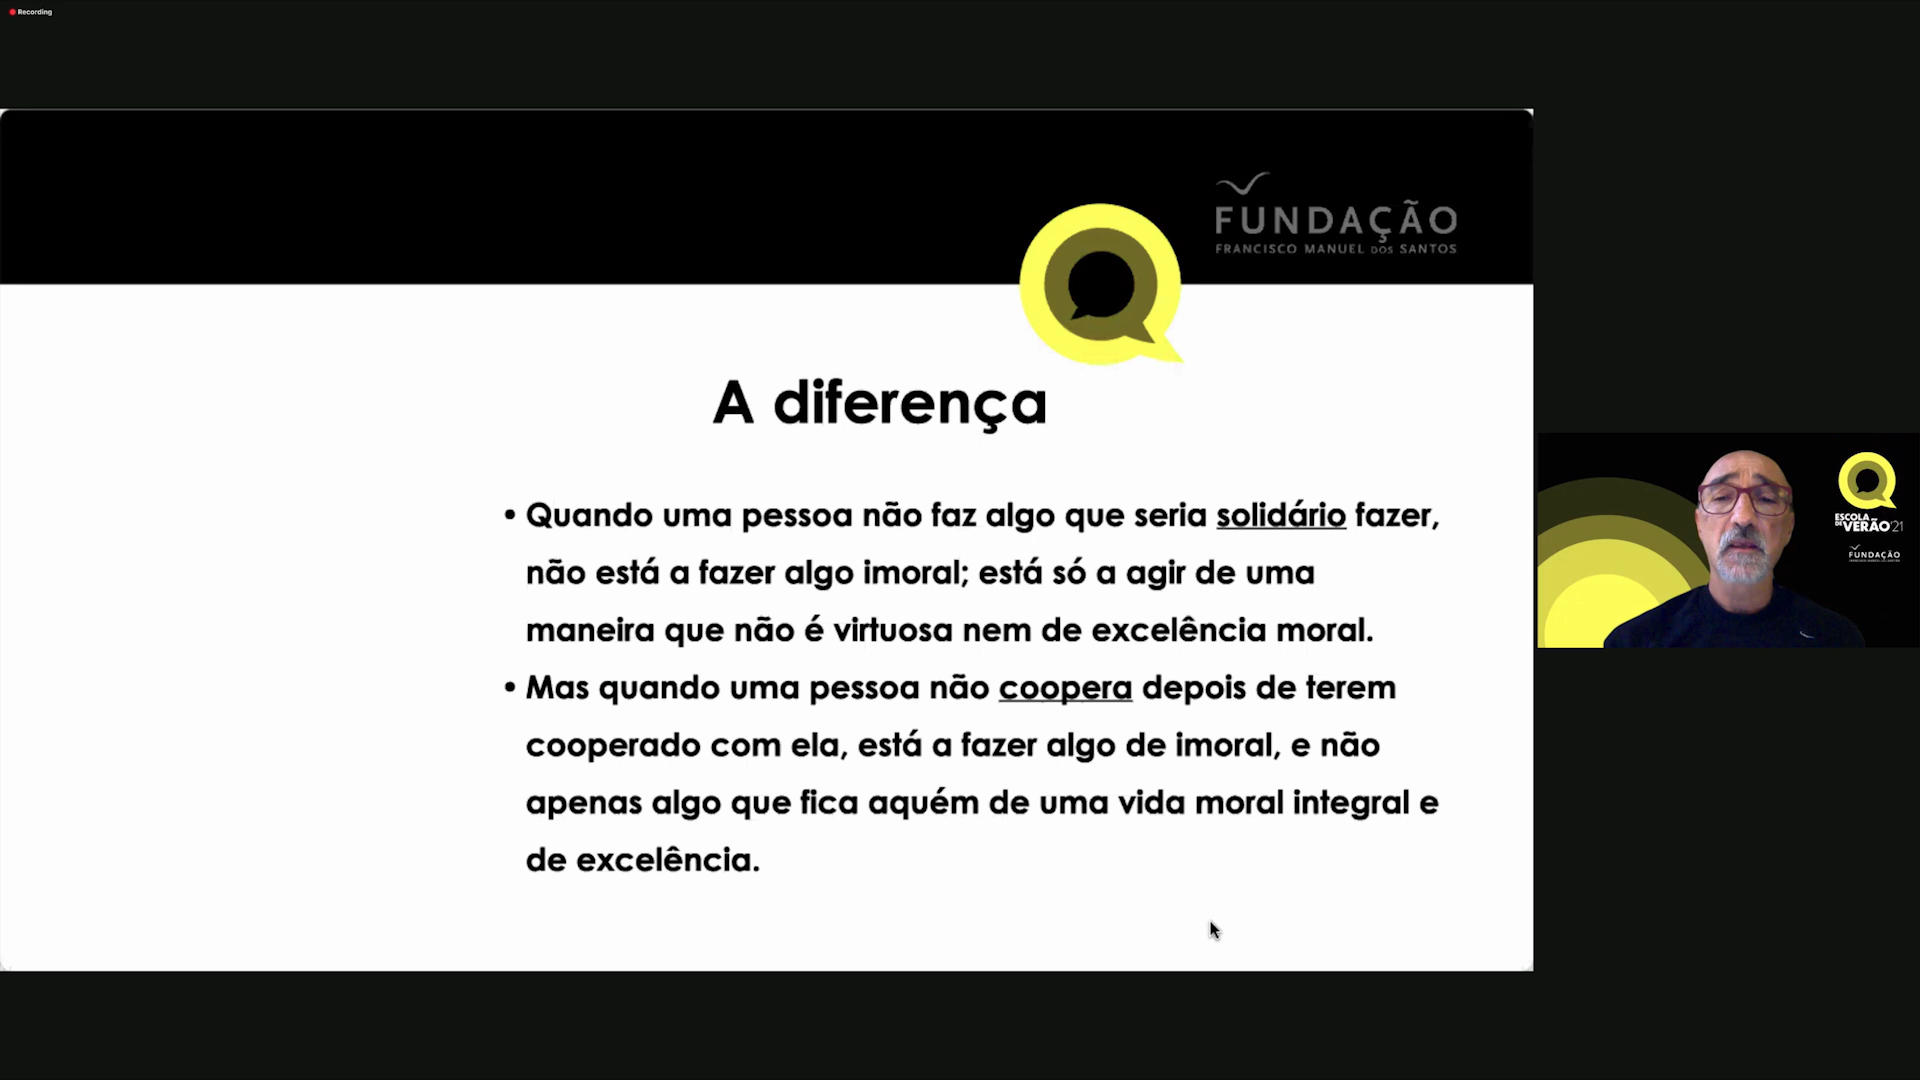 Recording
FUNDAÇÃO
FRANCISCO MANUEL DOS SANTOS
A diferença
• Quando uma pessoa não faz algo que seria solidário fazer,
não está a fazer algo imoral; está só a agir de uma
maneira que não é virtuosa nem de excelência moral.
• Mas quando uma pessoa não coopera depois de terem
cooperado com ela, está a fazer algo de imoral, e não
apenas algo que fica aquém de uma vida moral integral e
de excelência.
ESCOLA
DE VERÃO'21
FUNDAÇÃO